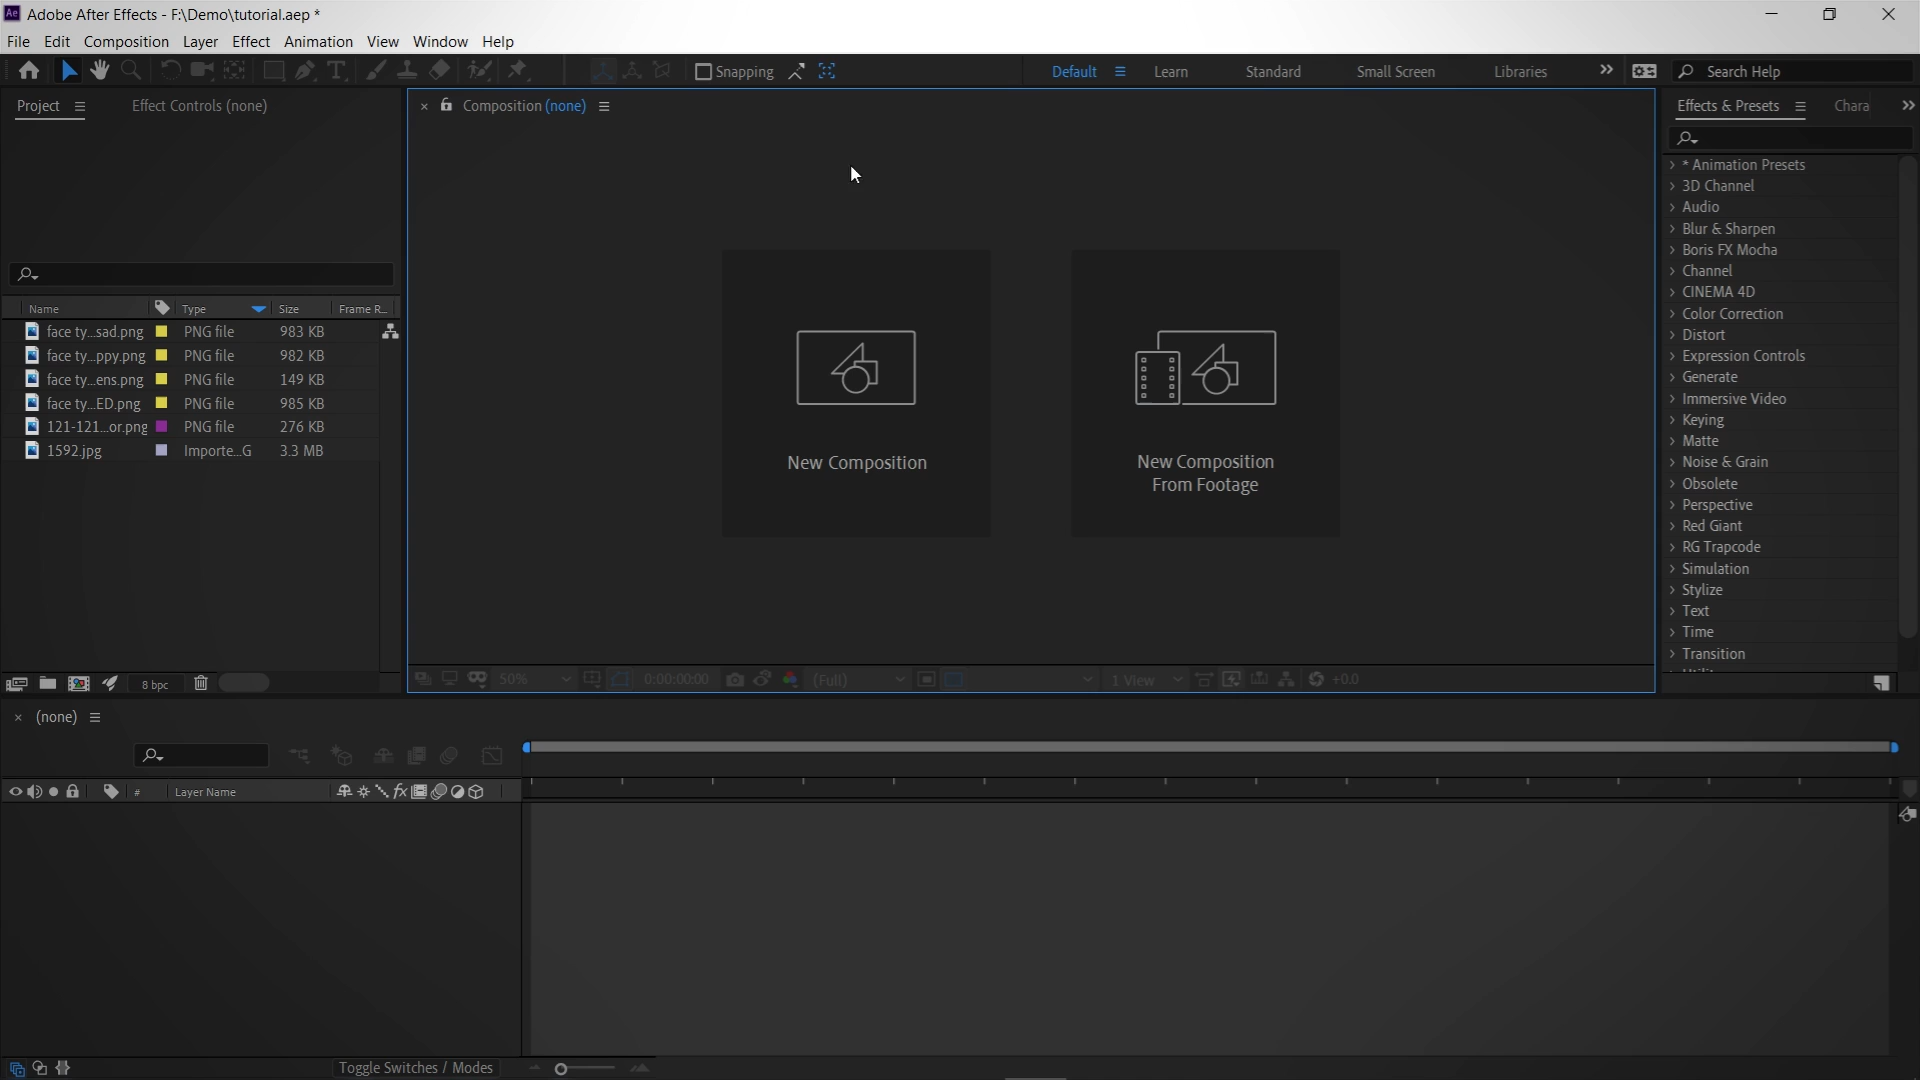 Ae Adobe After Effects - F:\Demo\tutorial.aep *
File Edit Composition Layer Effect Animation View Window Help
Snapping Default Learn Standard Small Screen Libraries Search Help
Project Effect Controls (none)
Composition (none)
Effects & Presets Chara
* Animation Presets
3D Channel
Audio
Blur & Sharpen
Boris FX Mocha
Channel
CINEMA 4D
Color Correction
Distort
Expression Controls
Generate
Immersive Video
Keying
Matte
Noise & Grain
Obsolete
Perspective
Red Giant
RG Trapcode
Simulation
Stylize
Text
Time
Transition
Name Type Size Frame R...
face ty...sad.png PNG file 983 KB
face ty...ppy.png PNG file 982 KB
face ty...ens.png PNG file 149 KB
face ty...ED.png PNG file 985 KB
121-121...or.png PNG file 276 KB
1592.jpg Importe...G 3.3 MB
New Composition
New Composition
From Footage
8 bpc
50% 0:00:00:00 (Full) 1 View +0.0
(none)
# Layer Name fx
Toggle Switches / Modes